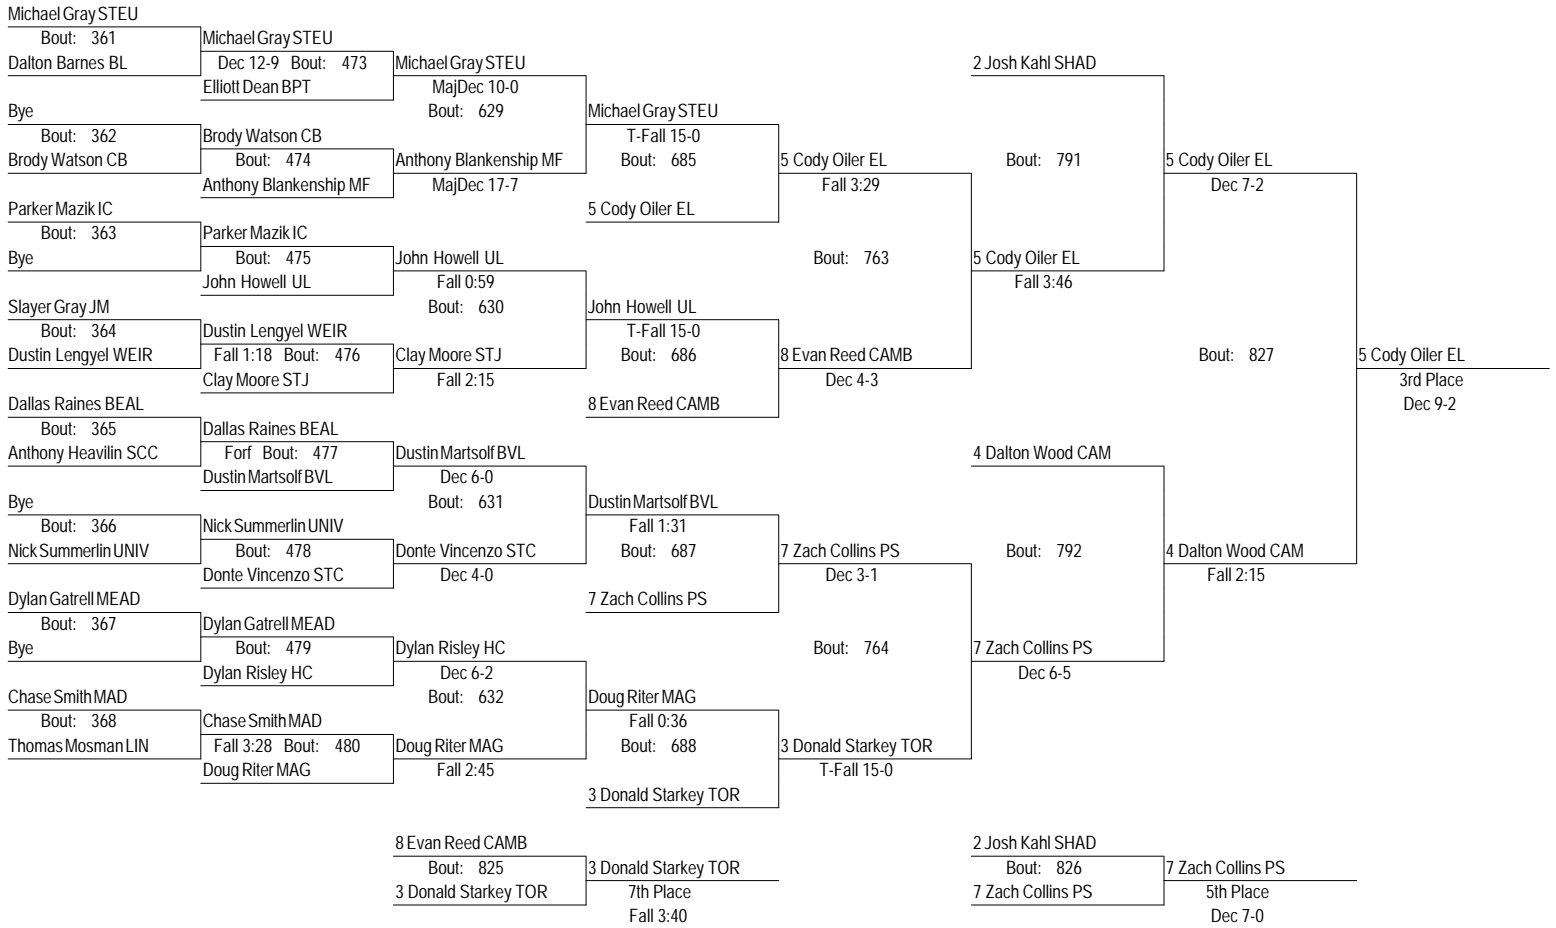 Michael Gray STEU
Bout: 361
Dalton Barnes BL
Bye
Bout: 362
Brody Watson CB
Parker Mazik IC
Bout: 363
Bye
Slayer Gray JM
Bout: 364
Dustin Lengyel WEIR
Dallas Raines BEAL
Bout: 365
Anthony Heavilin SCC
Bye
Bout: 366
Nick Summerlin UNIV
Dylan Gatrell MEAD
Bout: 367
Bye
Chase Smith MAD
Bout: 368
Thomas Mosman LIN
Michael Gray STEU
Dec 12-9 Bout: 473
Elliott Dean BPT
Brody Watson CB
Bout: 474
Anthony Blankenship MF
Parker Mazik IC
Bout: 475
John Howell UL
Dustin Lengyel WEIR
Fall 1:18 Bout: 476
Clay Moore STJ
Dallas Raines BEAL
Forf Bout: 477
Dustin Martsolf BVL
Nick Summerlin UNIV
Bout: 478
Donte Vincenzo STC
Dylan Gatrell MEAD
Bout: 479
Dylan Risley HC
Chase Smith MAD
Fall 3:28 Bout: 480
Doug Riter MAG
Michael Gray STEU
MajDec 10-0
Bout: 629
Anthony Blankenship MF
MajDec 17-7
John Howell UL
Fall 0:59
Bout: 630
Clay Moore STJ
Fall 2:15
Dustin Martsolf BVL
Dec 6-0
Bout: 631
Donte Vincenzo STC
Dec 4-0
Dylan Risley HC
Dec 6-2
Bout: 632
Doug Riter MAG
Fall 2:45
Michael Gray STEU
T-Fall 15-0
Bout: 685
5 Cody Oiler EL
John Howell UL
T-Fall 15-0
Bout: 686
8 Evan Reed CAMB
Dustin Martsolf BVL
Fall 1:31
Bout: 687
7 Zach Collins PS
Doug Riter MAG
Fall 0:36
Bout: 688
3 Donald Starkey TOR
5 Cody Oiler EL
Fall 3:29
Bout: 763
8 Evan Reed CAMB
Dec 4-3
7 Zach Collins PS
Dec 3-1
Bout: 764
3 Donald Starkey TOR
T-Fall 15-0
2 Josh Kahl SHAD
Bout: 791
5 Cody Oiler EL
Fall 3:46
4 Dalton Wood CAM
Bout: 792
7 Zach Collins PS
Dec 6-5
5 Cody Oiler EL
Dec 7-2
Bout: 827
4 Dalton Wood CAM
Fall 2:15
5 Cody Oiler EL
3rd Place
Dec 9-2
8 Evan Reed CAMB
Bout: 825
3 Donald Starkey TOR
3 Donald Starkey TOR
7th Place
Fall 3:40
2 Josh Kahl SHAD
Bout: 826
7 Zach Collins PS
7 Zach Collins PS
5th Place
Dec 7-0